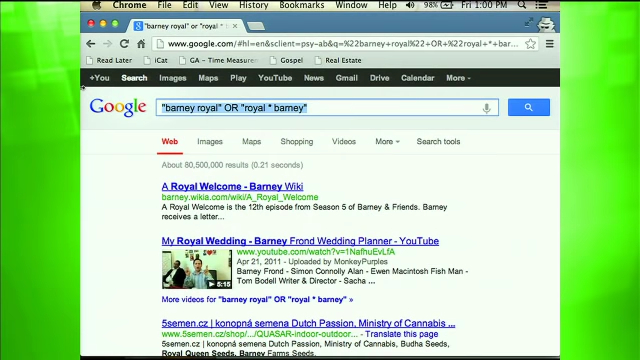 Chrome File Edit View History Bookmarks Window Help 98% Fri 1:00 PM
"barney royal" or "royal *
www.google.com/#hl=en&sclient=psy-ab&q=%22barney+royal%22+OR+%22royal+*+bar...
Read Later iCat GA - Time Measurem Gospel Real Estate
+You Search Images Maps Play YouTube News Gmail Drive Calendar More
Google "barney royal" OR "royal * barney"
Web Images Maps Shopping Videos More Search tools
About 80,500,000 results (0.21 seconds)
A Royal Welcome - Barney Wiki
barney.wikia.com/wiki/A_Royal_Welcome
A Royal Welcome is the 12th episode from Season 5 of Barney & Friends. Barney
receives a letter...
My Royal Wedding - Barney Frond Wedding Planner - YouTube
www.youtube.com/watch?v=1NafhuEvLfA
Apr 21, 2011 - Uploaded by MonkeyPurples
Barney Frond - Simon Connolly Alan - Ewen Macintosh Fish Man -
Tom Bodell Writer & Director - Yasha ...
5:15
More videos for "barney royal" OR "royal * barney" »
5semen.cz | konopná semena Dutch Passion, Ministry of Cannabis ...
www.5semen.cz/shop/.../QUASAR-indoor-outdoor... - Translate this page
5semen.cz | konopná semena Dutch Passion, Ministry of Cannabis, Budha Seeds,
Royal Queen Seeds, Barney Farms Seeds.